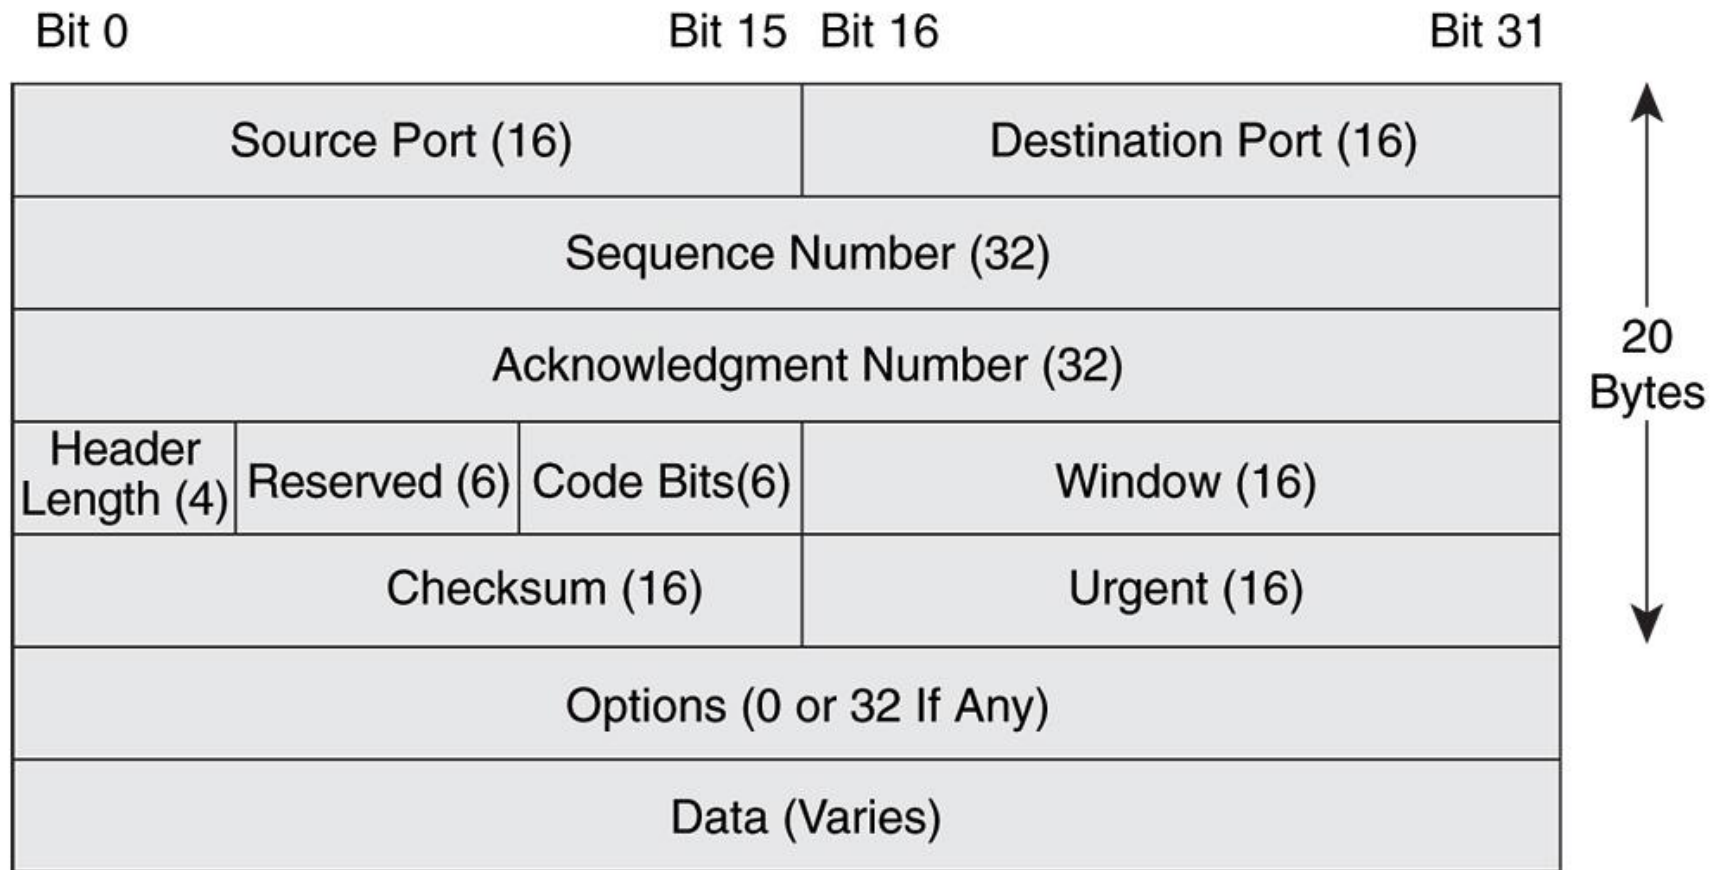 Bit 0 Bit 15 Bit 16 Bit 31
Source Port (16) Destination Port (16)
Sequence Number (32)
20
Bytes
Acknowledgment Number (32)
Header
Length (4) Reserved (6) Code Bits(6) Window (16)
Checksum (16) Urgent (16)
Options (0 or 32 If Any)
Data (Varies)